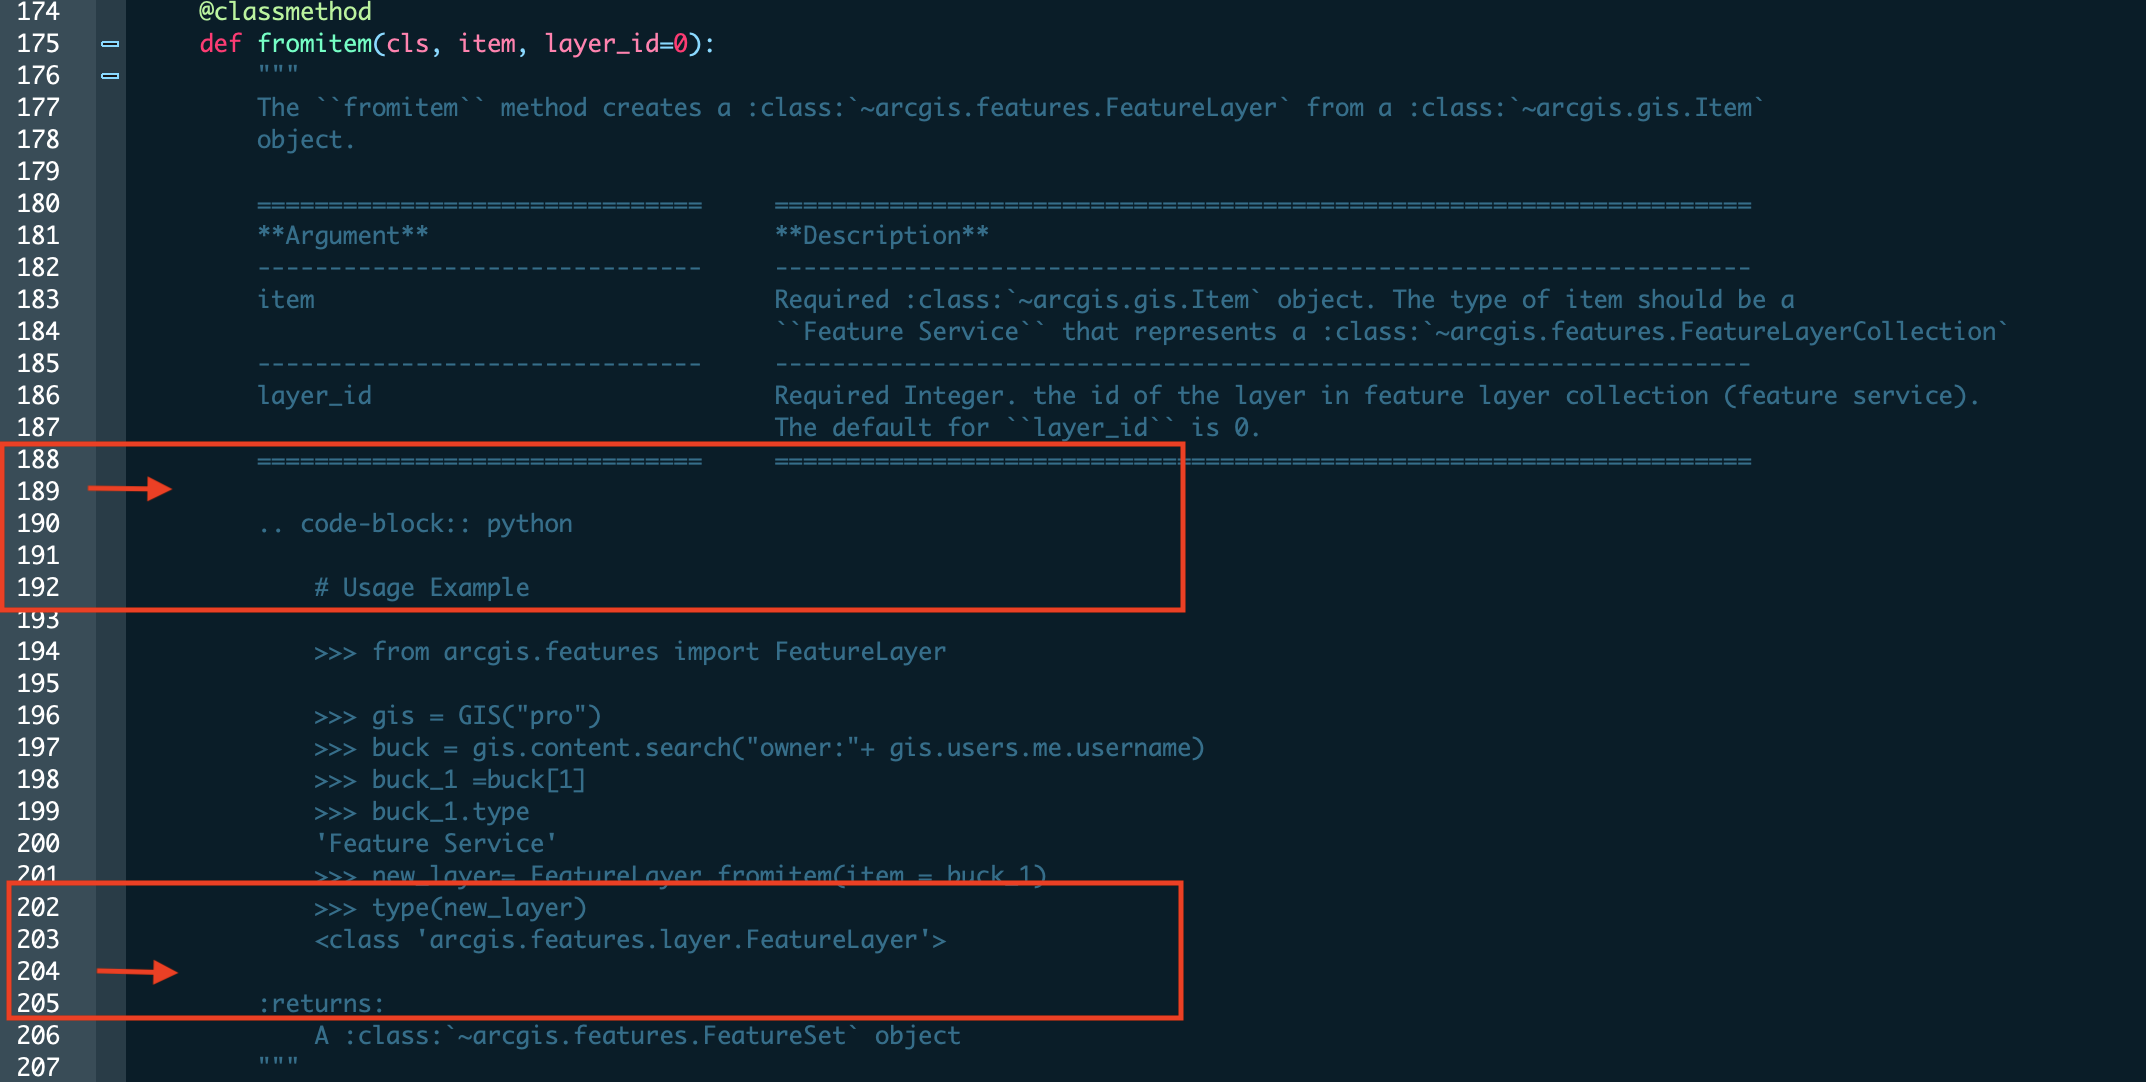 174 @classmethod
175 def fromitem(cls, item, layer_id=0):
176 """
177 The ``fromitem`` method creates a :class:`~arcgis.features.FeatureLayer` from a :class:`~arcgis.gis.Item`
178 object.
179
180 =============================== ====================================================================
181 **Argument** **Description**
182 ------------------------------- --------------------------------------------------------------------
183 item Required :class:`~arcgis.gis.Item` object. The type of item should be a
184 ``Feature Service`` that represents a :class:`~arcgis.features.FeatureLayerCollection`
185 ------------------------------- --------------------------------------------------------------------
186 layer_id Required Integer. the id of the layer in feature layer collection (feature service).
187 The default for ``layer_id`` is 0.
188 =============================== ====================================================================
189
190 .. code-block:: python
191
192 # Usage Example
193
194 >>> from arcgis.features import FeatureLayer
195
196 >>> gis = GIS("pro")
197 >>> buck = gis.content.search("owner:"+ gis.users.me.username)
198 >>> buck_1 =buck[1]
199 >>> buck_1.type
200 'Feature Service'
201 >>> new_layer= FeatureLayer.fromitem(item = buck_1)
202 >>> type(new_layer)
203 <class 'arcgis.features.layer.FeatureLayer'>
204
205 :returns:
206 A :class:`~arcgis.features.FeatureSet` object
207 """